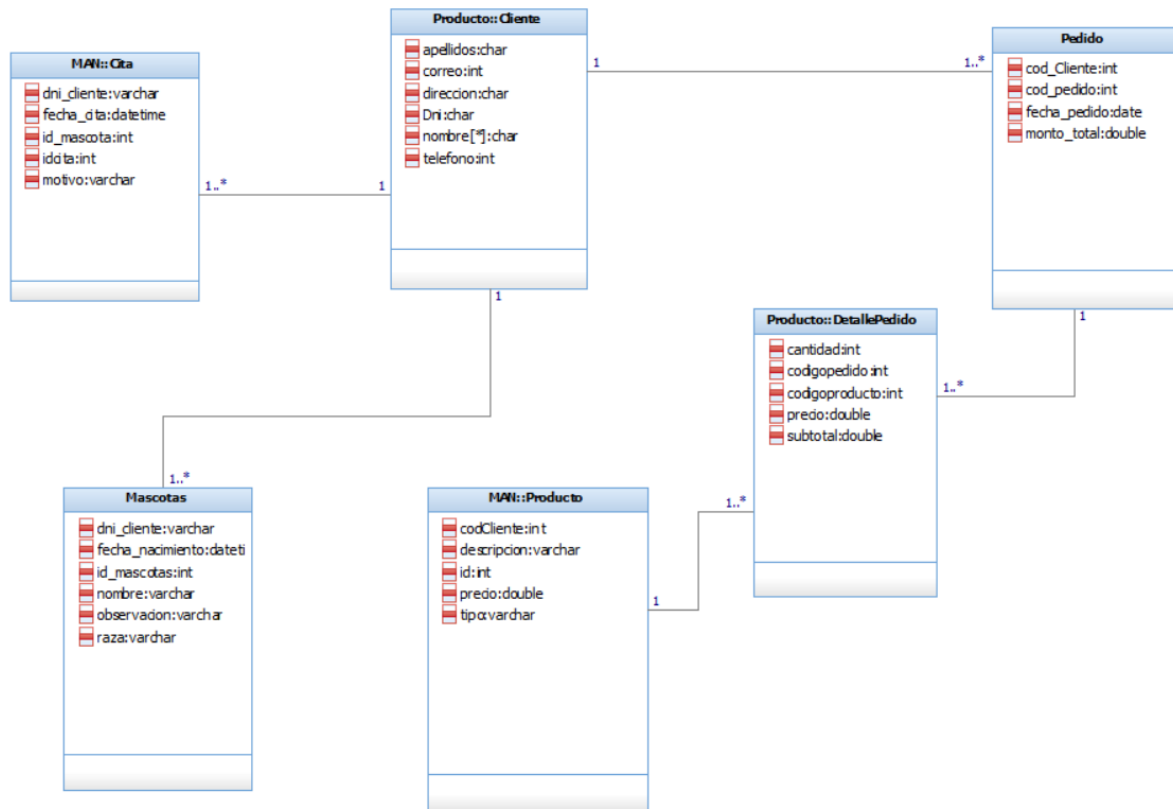 MAN::Cita
dni_cliente:varchar
fecha_cita:datetime
id_mascota:int
idcita:int
motivo:varchar
1..*
1
Producto::Cliente
apellidos:char
correo:int
direccion:char
Dni:char
nombre[*]:char
telefono:int
1
1..*
1
Pedido
cod_Cliente:int
cod_pedido:int
fecha_pedido:date
monto_total:double
1
Producto::DetallePedido
cantidad:int
codigopedido:int
codigoproducto:int
precio:double
subtotal:double
1..*
1..*
1..*
Mascotas
dni_cliente:varchar
fecha_nacimiento:dateti
id_mascotas:int
nombre:varchar
observacion:varchar
raza:varchar
MAN::Producto
codCliente:int
descripcion:varchar
id:int
precio:double
tipo:varchar
1